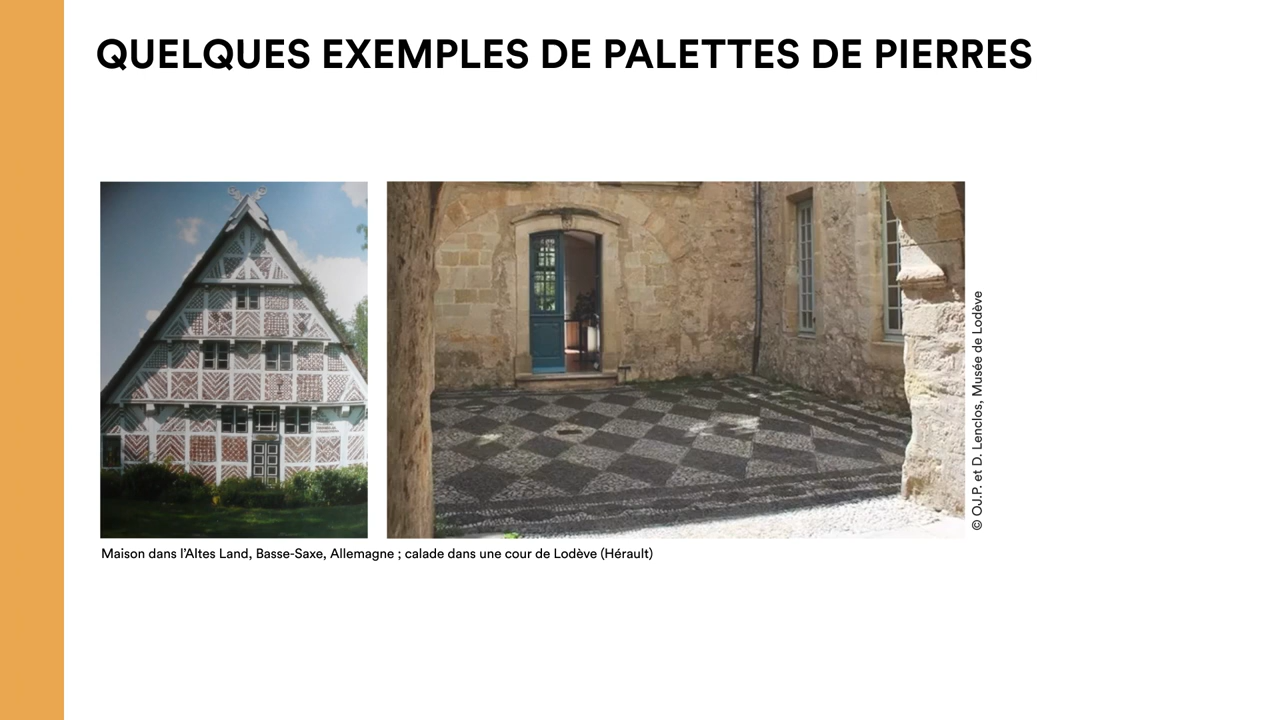 QUELQUES EXEMPLES DE PALETTES DE PIERRES
© OJ.P. et D. Lenclos, Musée de Lodève
Maison dans l’Altes Land, Basse-Saxe, Allemagne ; calade dans une cour de Lodève (Hérault)